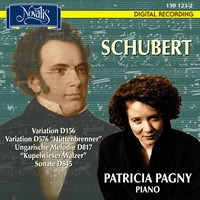 Novalis
150 123-2
DIGITAL RECORDING
SCHUBERT
Variation D156
Variation D576 "Hüttenbrenner"
Ungarische Melodie D817
"Kupelwieser-Walzer"
Sonate D845
PATRICIA PAGNY
PIANO